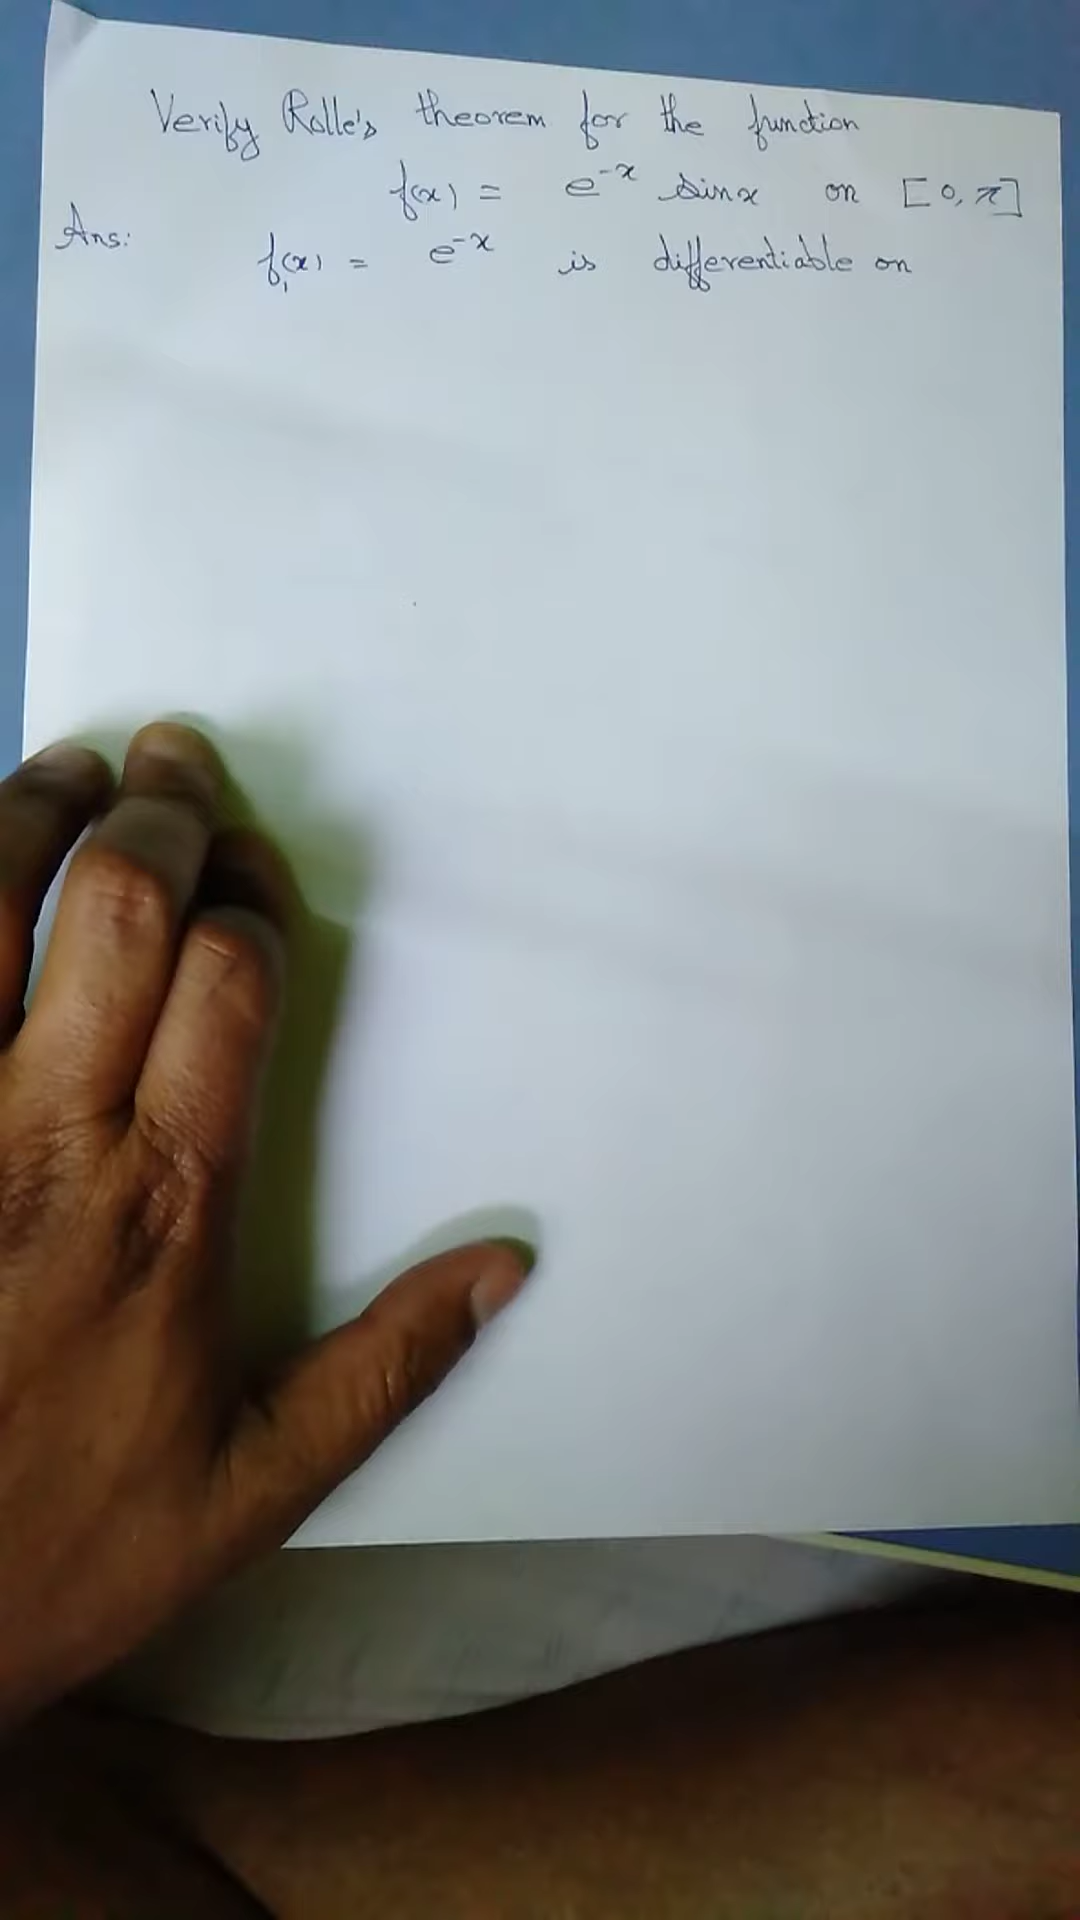 Verify Rolle's theorem for the function
f(x) = e⁻ˣ sinx on [0, π]
Ans:
f₁(x) = e⁻ˣ is differentiable on